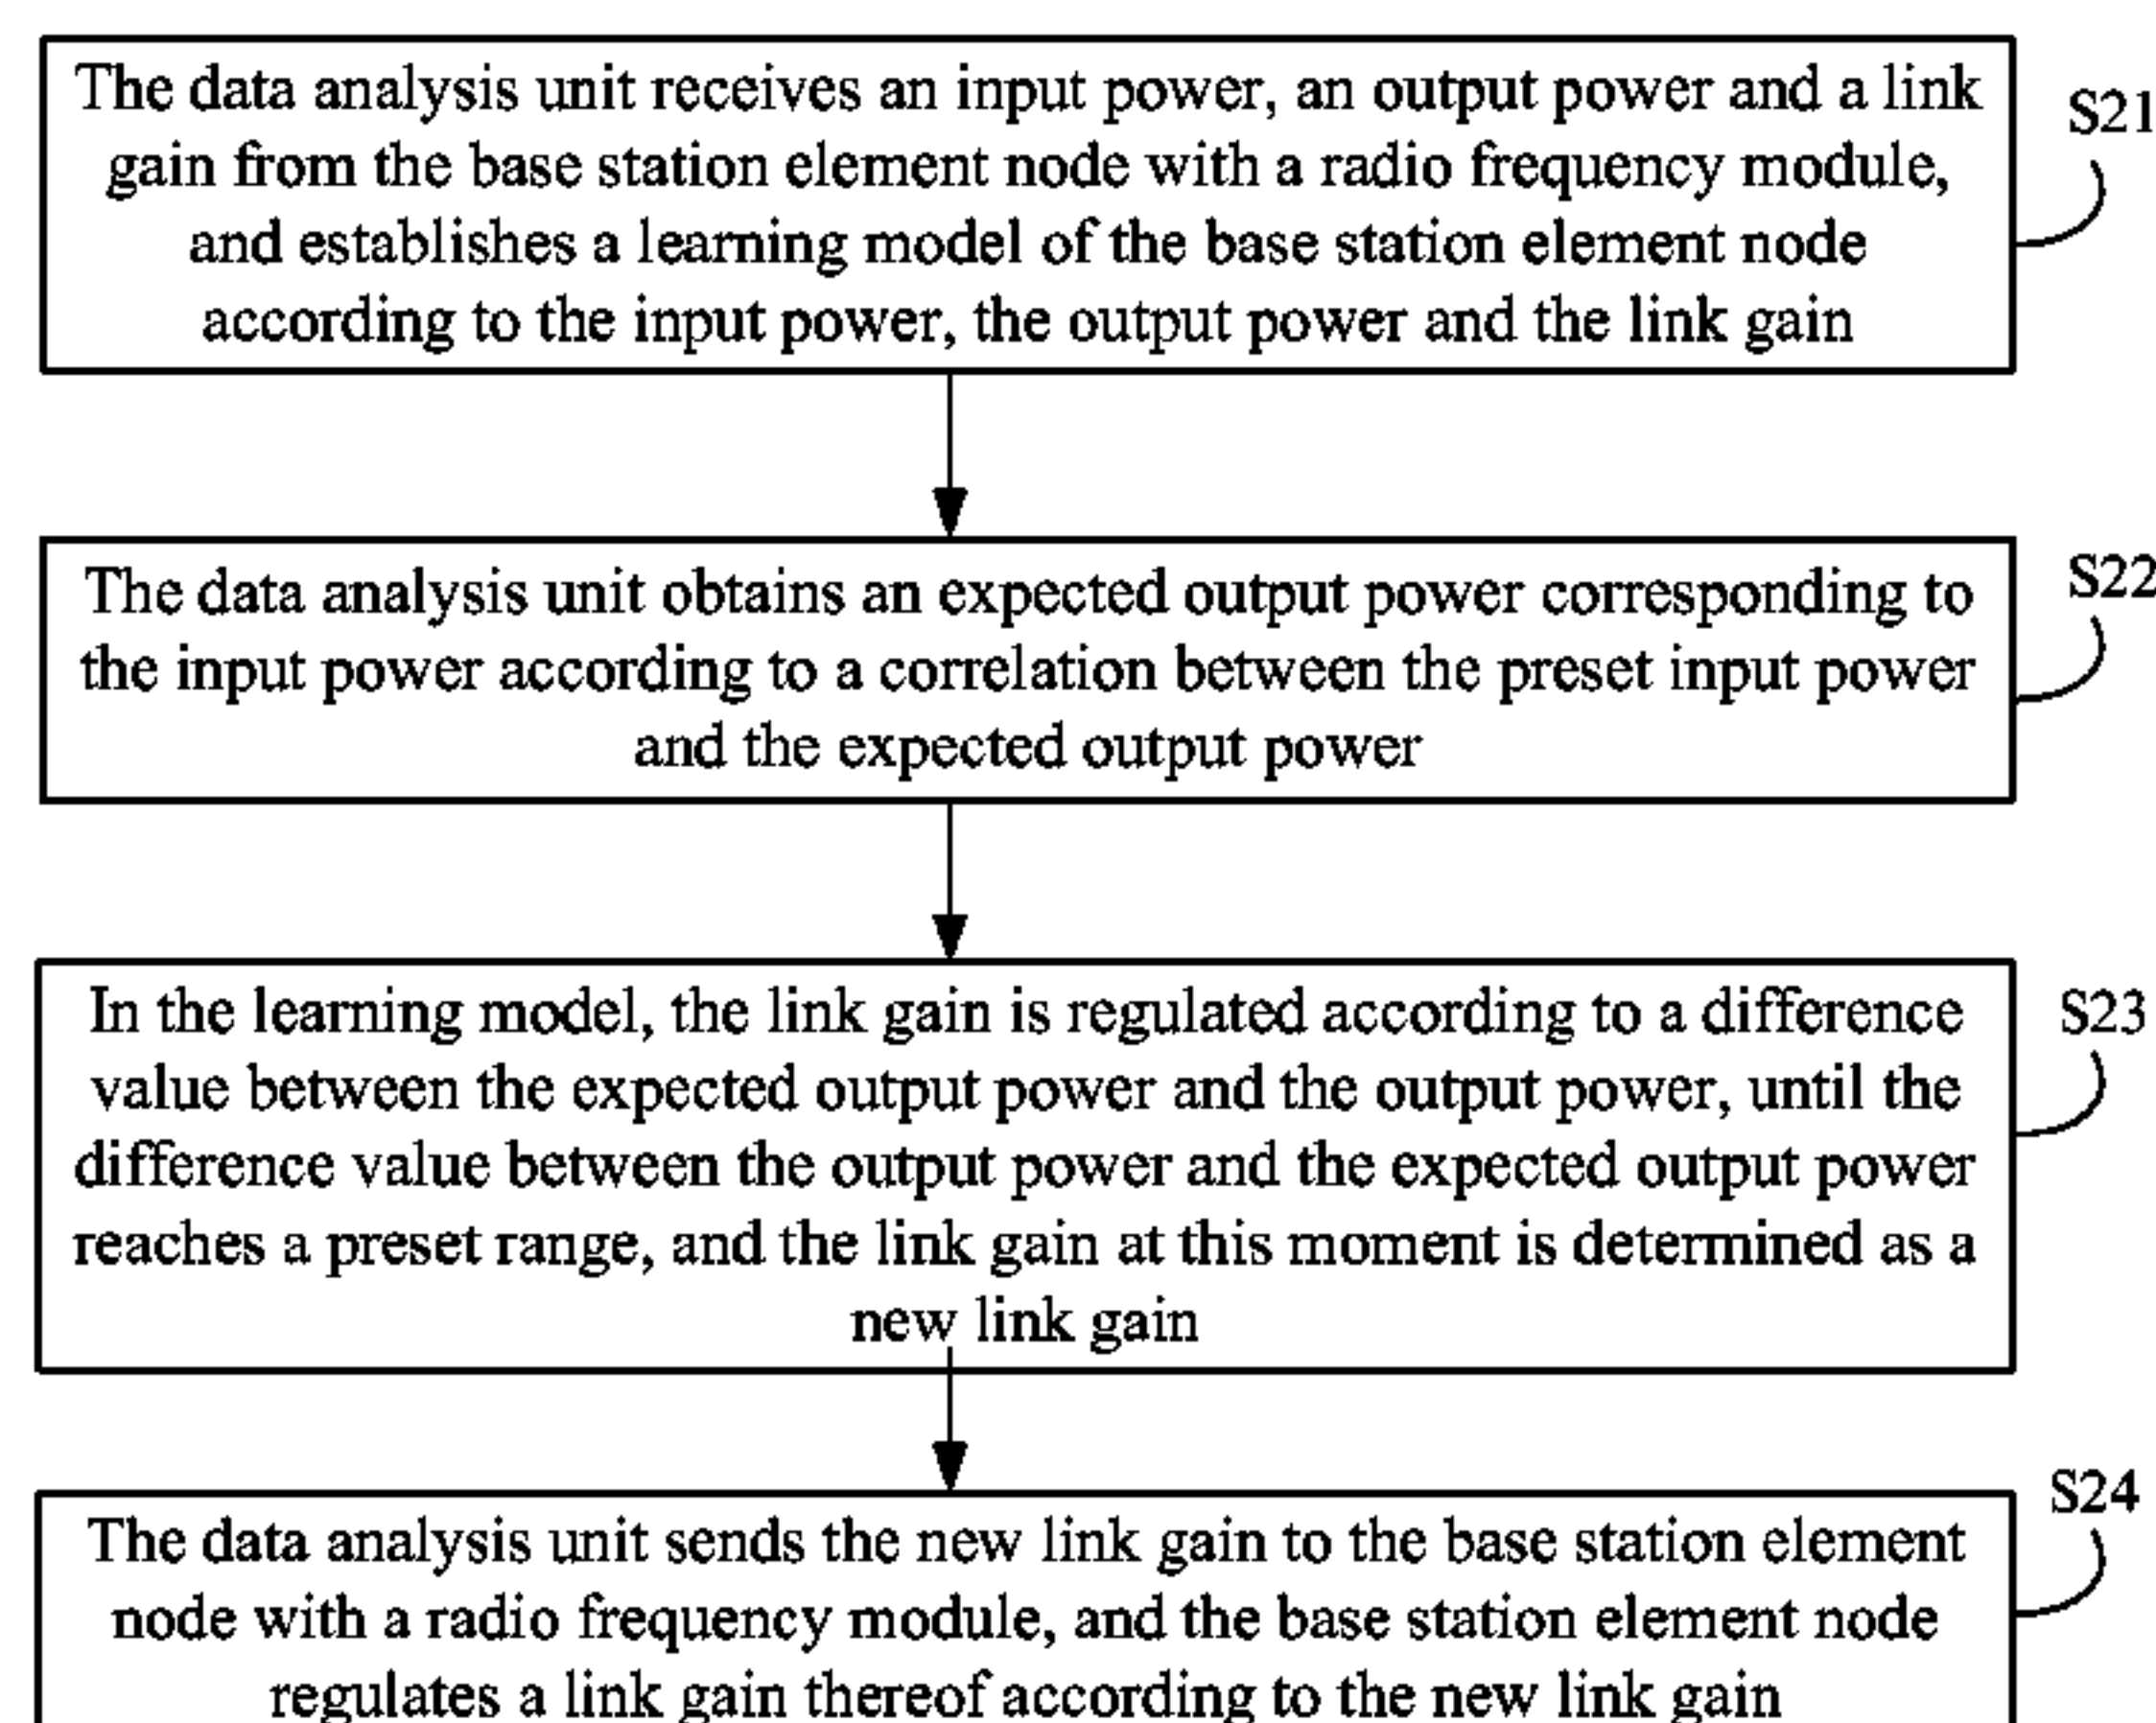 The data analysis unit receives an input power, an output power and a link
gain from the base station element node with a radio frequency module,
and establishes a learning model of the base station element node
according to the input power, the output power and the link gain
S21
The data analysis unit obtains an expected output power corresponding to
the input power according to a correlation between the preset input power
and the expected output power
S22
In the learning model, the link gain is regulated according to a difference
value between the expected output power and the output power, until the
difference value between the output power and the expected output power
reaches a preset range, and the link gain at this moment is determined as a
new link gain
S23
The data analysis unit sends the new link gain to the base station element
node with a radio frequency module, and the base station element node
regulates a link gain thereof according to the new link gain
S24